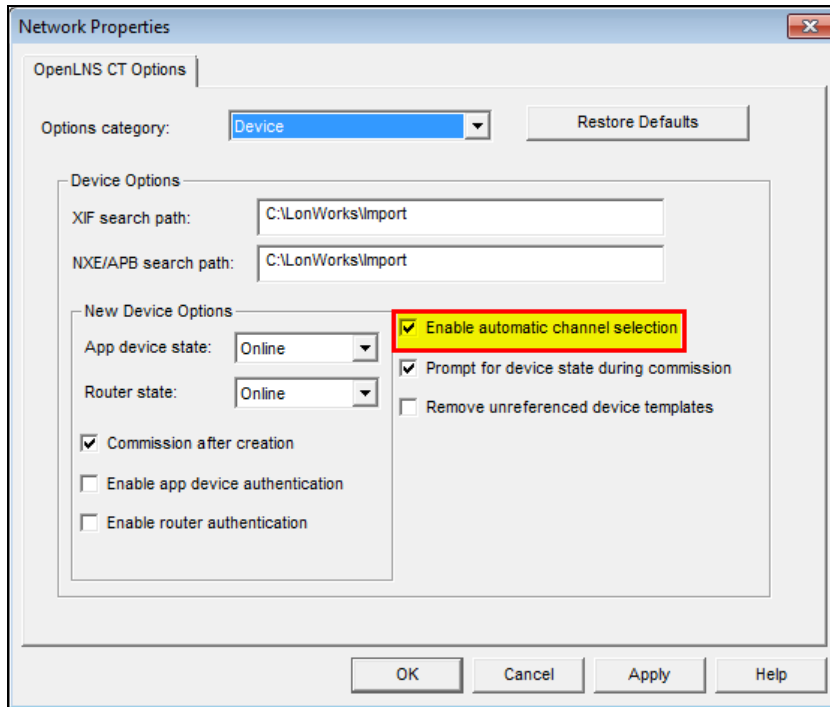 Network Properties
OpenLNS CT Options
Options category: Device Restore Defaults
Device Options
XIF search path: C:\LonWorks\Import
NXE/APB search path: C:\LonWorks\Import
New Device Options
Enable automatic channel selection
App device state: Online
Prompt for device state during commission
Router state: Online
Remove unreferenced device templates
Commission after creation
Enable app device authentication
Enable router authentication
OK Cancel Apply Help